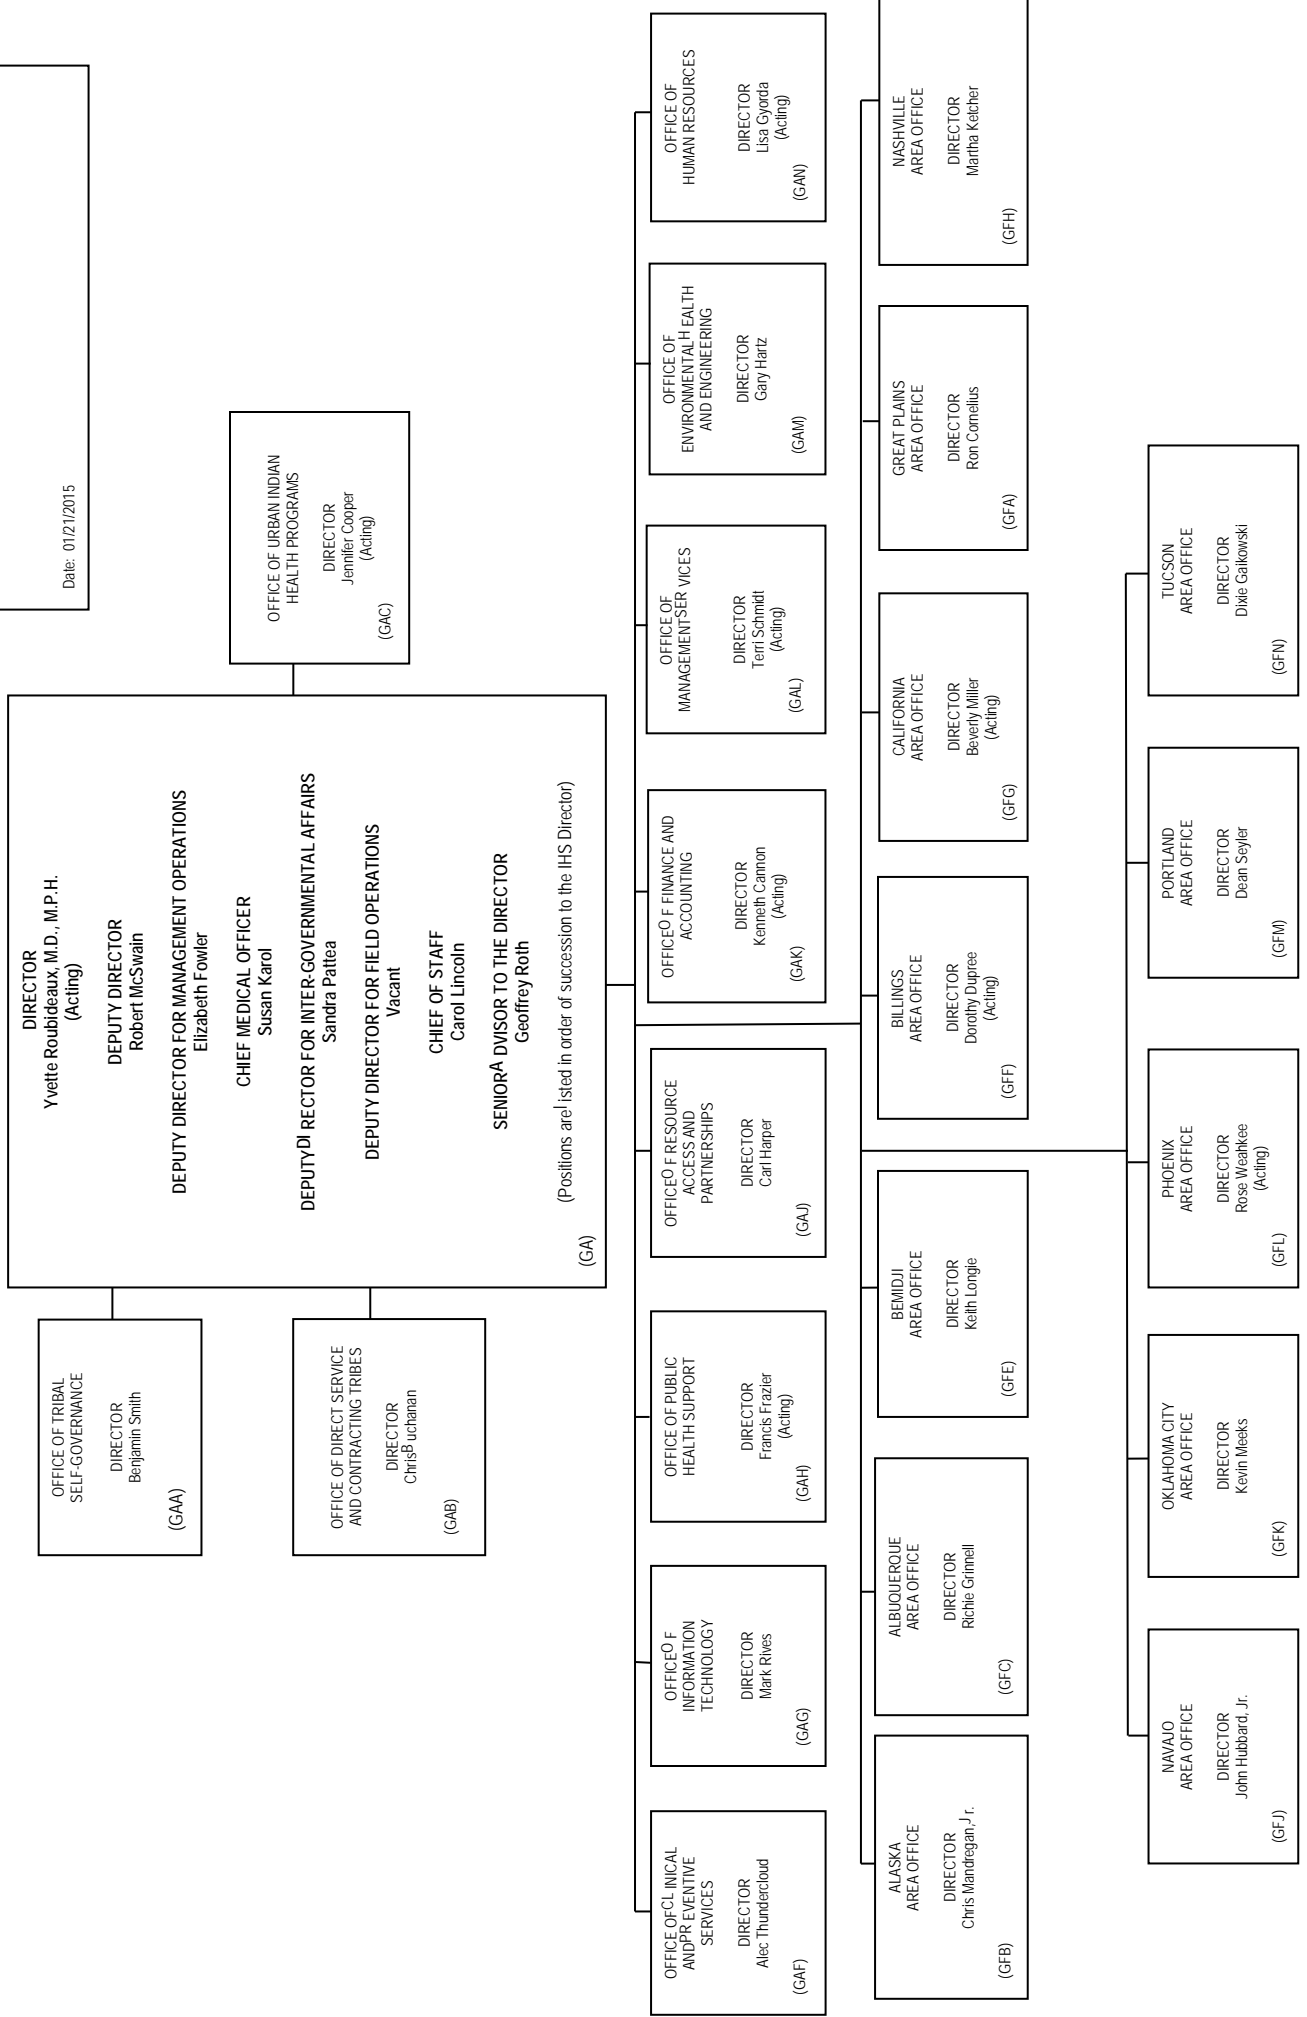 Date: 01/21/2015
DIRECTOR
Yvette Roubideaux, M.D., M.P.H.
(Acting)
DEPUTY DIRECTOR
Robert McSwain
DEPUTY DIRECTOR FOR MANAGEMENT OPERATIONS
Elizabeth Fowler
CHIEF MEDICAL OFFICER
Susan Karol
DEPUTY DIRECTOR FOR INTER-GOVERNMENTAL AFFAIRS
Sandra Pattea
DEPUTY DIRECTOR FOR FIELD OPERATIONS
Vacant
CHIEF OF STAFF
Carol Lincoln
SENIOR ADVISOR TO THE DIRECTOR
Geoffrey Roth
(Positions are listed in order of succession to the IHS Director)
(GA)
OFFICE OF TRIBAL
SELF-GOVERNANCE
DIRECTOR
Benjamin Smith
(GAA)
OFFICE OF DIRECT SERVICE
AND CONTRACTING TRIBES
DIRECTOR
Chris Buchanan
(GAB)
OFFICE OF URBAN INDIAN
HEALTH PROGRAMS
DIRECTOR
Jennifer Cooper
(Acting)
(GAC)
OFFICE OF CLINICAL
AND PREVENTIVE
SERVICES
DIRECTOR
Alec Thundercloud
(GAF)
OFFICE OF
INFORMATION
TECHNOLOGY
DIRECTOR
Mark Rives
(GAG)
OFFICE OF PUBLIC
HEALTH SUPPORT
DIRECTOR
Francis Frazier
(Acting)
(GAH)
OFFICE OF RESOURCE
ACCESS AND
PARTNERSHIPS
DIRECTOR
Carl Harper
(GAJ)
OFFICE OF FINANCE AND
ACCOUNTING
DIRECTOR
Kenneth Cannon
(Acting)
(GAK)
OFFICE OF
MANAGEMENT SERVICES
DIRECTOR
Terri Schmidt
(Acting)
(GAL)
OFFICE OF
ENVIRONMENTAL HEALTH
AND ENGINEERING
DIRECTOR
Gary Hartz
(GAM)
OFFICE OF
HUMAN RESOURCES
DIRECTOR
Lisa Gyorda
(Acting)
(GAN)
ALASKA
AREA OFFICE
DIRECTOR
Chris Mandregan, Jr.
(GFB)
ALBUQUERQUE
AREA OFFICE
DIRECTOR
Richie Grinnell
(GFC)
BEMIDJI
AREA OFFICE
DIRECTOR
Keith Longie
(GFE)
BILLINGS
AREA OFFICE
DIRECTOR
Dorothy Dupree
(Acting)
(GFF)
CALIFORNIA
AREA OFFICE
DIRECTOR
Beverly Miller
(Acting)
(GFG)
GREAT PLAINS
AREA OFFICE
DIRECTOR
Ron Cornelius
(GFA)
NASHVILLE
AREA OFFICE
DIRECTOR
Martha Ketcher
(GFH)
NAVAJO
AREA OFFICE
DIRECTOR
John Hubbard, Jr.
(GFJ)
OKLAHOMA CITY
AREA OFFICE
DIRECTOR
Kevin Meeks
(GFK)
PHOENIX
AREA OFFICE
DIRECTOR
Rose Weahkee
(Acting)
(GFL)
PORTLAND
AREA OFFICE
DIRECTOR
Dean Seyler
(GFM)
TUCSON
AREA OFFICE
DIRECTOR
Dixie Gaikowski
(GFN)